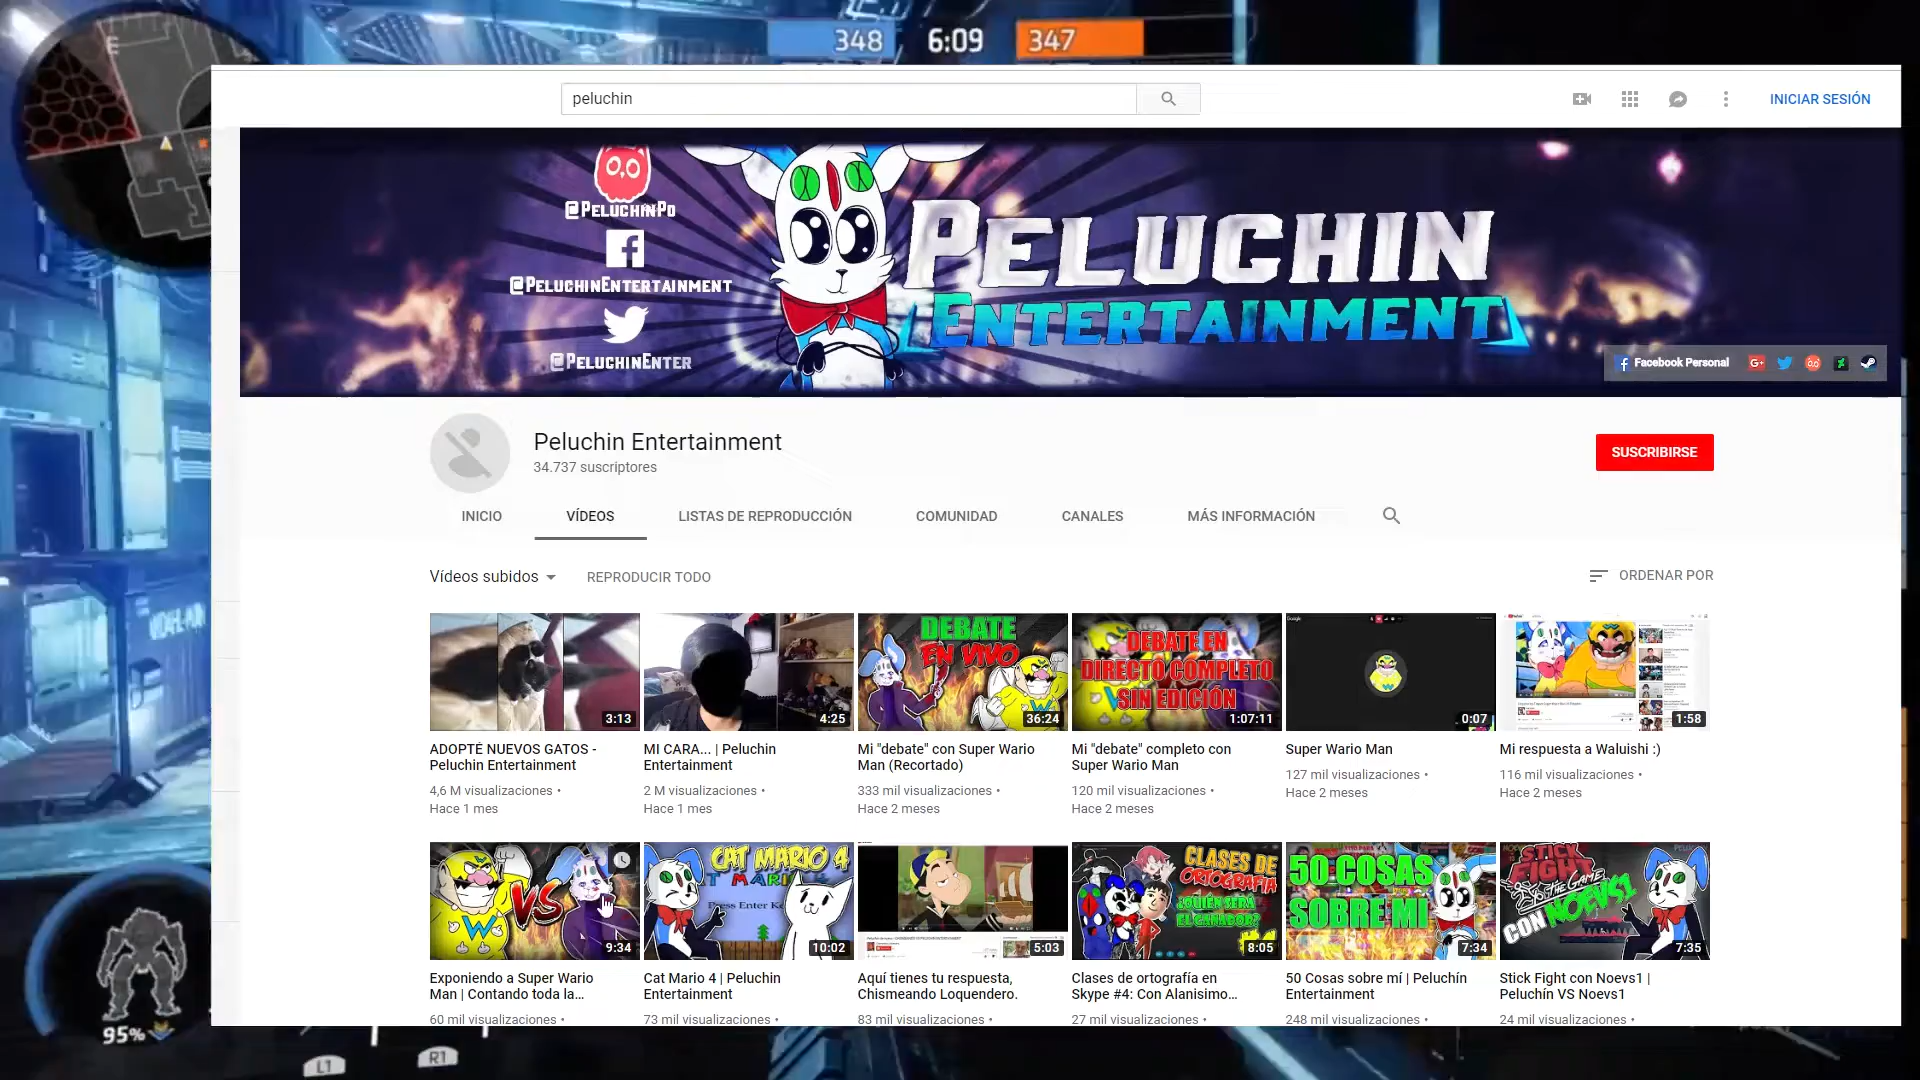 348 6:09 347
peluchin
INICIAR SESIÓN
@PeluchinPo
@PeluchinEntertainment
@PeluchinEnter
Peluchin
Entertainment
Facebook Personal
Peluchin Entertainment
34.737 suscriptores
SUSCRIBIRSE
INICIO VÍDEOS LISTAS DE REPRODUCCIÓN COMUNIDAD CANALES MÁS INFORMACIÓN
Vídeos subidos REPRODUCIR TODO ORDENAR POR
3:13
4:25
DEBATE
EN VIVO
36:24
DEBATE EN
DIRECTO COMPLETO
SIN EDICIÓN
1:07:11
0:07
1:58
ADOPTÉ NUEVOS GATOS -
Peluchin Entertainment
4,6 M visualizaciones •
Hace 1 mes
MI CARA... | Peluchin
Entertainment
2 M visualizaciones •
Hace 1 mes
Mi "debate" con Super Wario
Man (Recortado)
333 mil visualizaciones •
Hace 2 meses
Mi "debate" completo con
Super Wario Man
120 mil visualizaciones •
Hace 2 meses
Super Wario Man
127 mil visualizaciones •
Hace 2 meses
Mi respuesta a Waluishi :)
116 mil visualizaciones •
Hace 2 meses
VS
9:34
CAT MARIO 4
10:02
5:03
CLASES DE
ORTOGRAFIA
¿QUIEN SERA
EL GANADOR?
#4
8:05
50 COSAS
SOBRE MI
7:34
STICK
FIGHT
THE GAME
CON NOEVS1
7:35
Exponiendo a Super Wario
Man | Contando toda la...
60 mil visualizaciones •
Cat Mario 4 | Peluchin
Entertainment
73 mil visualizaciones •
Aquí tienes tu respuesta,
Chismeando Loquendero.
83 mil visualizaciones •
Clases de ortografía en
Skype #4: Con Alanisimo...
27 mil visualizaciones •
50 Cosas sobre mí | Peluchín
Entertainment
248 mil visualizaciones •
Stick Fight con Noevs1 |
Peluchín VS Noevs1
24 mil visualizaciones •
95%
L1
R1